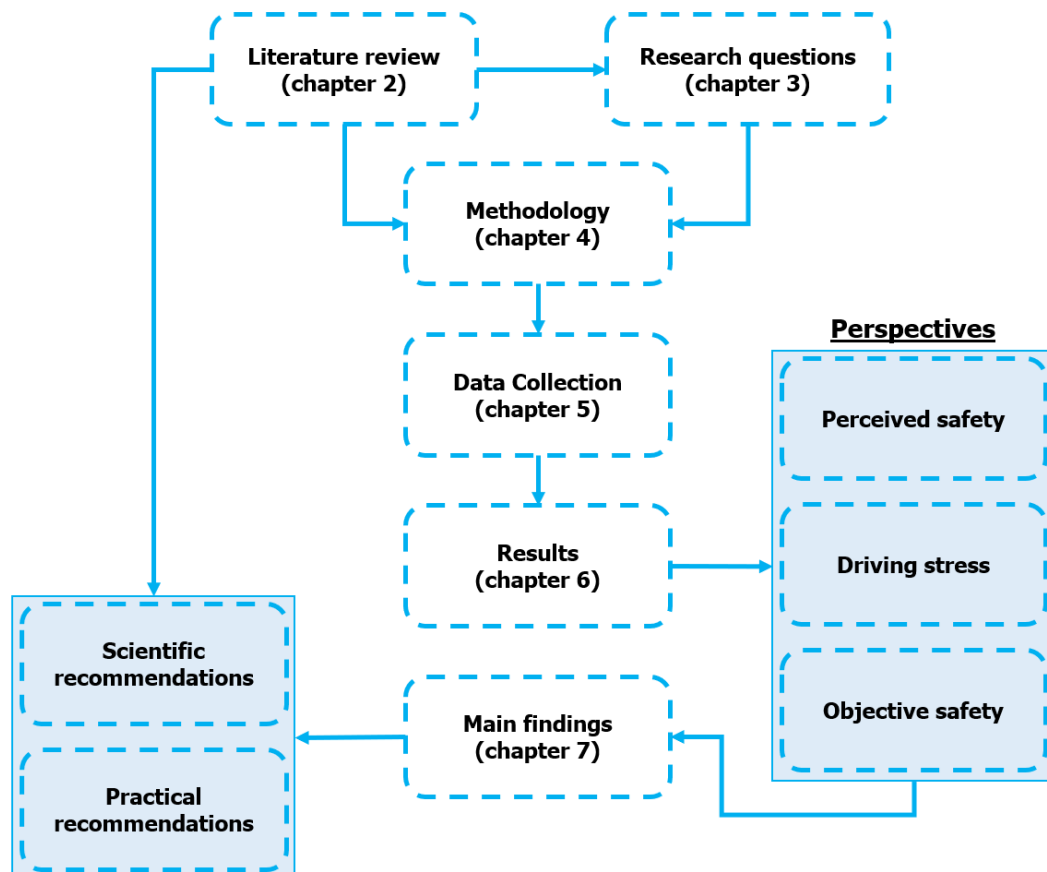 Literature review
(chapter 2)
Research questions
(chapter 3)
Methodology
(chapter 4)
Data Collection
(chapter 5)
Results
(chapter 6)
Perspectives
Perceived safety
Driving stress
Objective safety
Main findings
(chapter 7)
Scientific
recommendations
Practical
recommendations